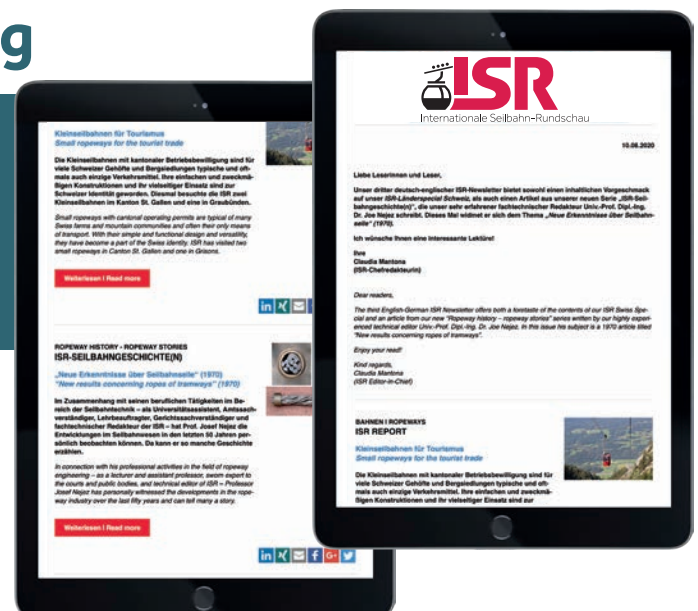 g
Kleinseilbahnen für Tourismus
Small ropeways for the tourist trade
Die Kleinseilbahnen mit kantonaler Betriebsbewilligung sind für
viele Schweizer Gehöfte und Bergsiedlungen typische und oft-
mals auch einzige Verkehrsmittel. Ihre einfachen und zweckmä-
ßigen Konstruktionen und ihr vielseitiger Einsatz sind zur
Schweizer Identität geworden. Diesmal besuchte die ISR zwei
Kleinseilbahnen im Kanton St. Gallen und eine in Graubünden.
Small ropeways with cantonal operating permits are typical of many
Swiss farms and mountain communities and often their only means
of transport. With their simple and functional design and versatility,
they have become a part of the Swiss identity. ISR has visited two
small ropeways in Canton St. Gallen and one in Grisons.
Weiterlesen I Read more
in
ROPEWAY HISTORY - ROPEWAY STORIES
ISR-SEILBAHNGESCHICHTE(N)
„Neue Erkenntnisse über Seilbahnseile“ (1970)
"New results concerning ropes of tramways" (1970)
Im Zusammenhang mit seinen beruflichen Tätigkeiten im Be-
reich der Seilbahntechnik – als Universitätsassistent, Amtssach-
verständiger, Lehrbeauftragter, Gerichtssachverständiger und
fachtechnischer Redakteur der ISR – hat Prof. Josef Nejez die
Entwicklungen im Seilbahnwesen in den letzten 50 Jahren per-
sönlich beobachten können. Da kann er so manche Geschichte
erzählen.
In connection with his professional activities in the field of ropeway
engineering – as a lecturer and assistant professor, sworn expert to
the courts and public bodies, and technical editor of ISR – Professor
Josef Nejez has personally witnessed the developments in the rope-
way industry over the last fifty years and can tell many a story.
Weiterlesen I Read more
in f G+
ISR
Internationale Seilbahn-Rundschau
10.06.2020
Liebe Leserinnen und Leser,
Unser dritter deutsch-englischer ISR-Newsletter bietet sowohl einen inhaltlichen Vorgeschmack
auf unser ISR-Länderspecial Schweiz, als auch einen Artikel aus unserer neuen Serie „ISR-Seil-
bahngeschichte(n)“, die unser sehr erfahrener fachtechnischer Redakteur Univ.-Prof. Dipl.-Ing.
Dr. Joe Nejez schreibt. Dieses Mal widmet er sich dem Thema „Neue Erkenntnisse über Seilbahn-
seile“ (1970).
Ich wünsche Ihnen eine interessante Lektüre!
Ihre
Claudia Mantona
(ISR-Chefredakteurin)
Dear readers,
The third English-German ISR Newsletter offers both a foretaste of the contents of our ISR Swiss Spe-
cial and an article from our new "Ropeway history – ropeway stories" series written by our highly experi-
enced technical editor Univ.-Prof. Dipl.-Ing. Dr. Joe Nejez. In this issue his subject is a 1970 article titled
"New results concerning ropes of tramways".
Enjoy your read!
Kind regards,
Claudia Mantona
(ISR Editor-in-Chief)
BAHNEN I ROPEWAYS
ISR REPORT
Kleinseilbahnen für Tourismus
Small ropeways for the tourist trade
Die Kleinseilbahnen mit kantonaler Betriebsbewilligung sind für
viele Schweizer Gehöfte und Bergsiedlungen typische und oft-
mals auch einzige Verkehrsmittel. Ihre einfachen und zweckmä-
ßigen Konstruktionen und ihr vielseitiger Einsatz sind zur